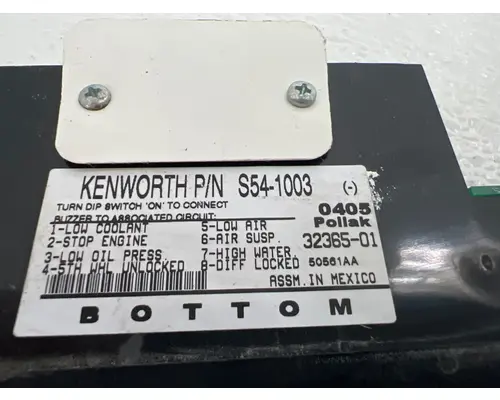 KENWORTH P/N S54-1003 (-)
TURN DIP SWITCH 'ON' TO CONNECT
BUZZER TO ASSOCIATED CIRCUIT:
0405
Pollak
1-LOW COOLANT 5-LOW AIR
2-STOP ENGINE 6-AIR SUSP. 32365-01
3-LOW OIL PRESS. 7-HIGH WATER
4-5TH WHL UNLOCKED 8-DIFF LOCKED 50561AA
ASSM. IN MEXICO
BOTTOM